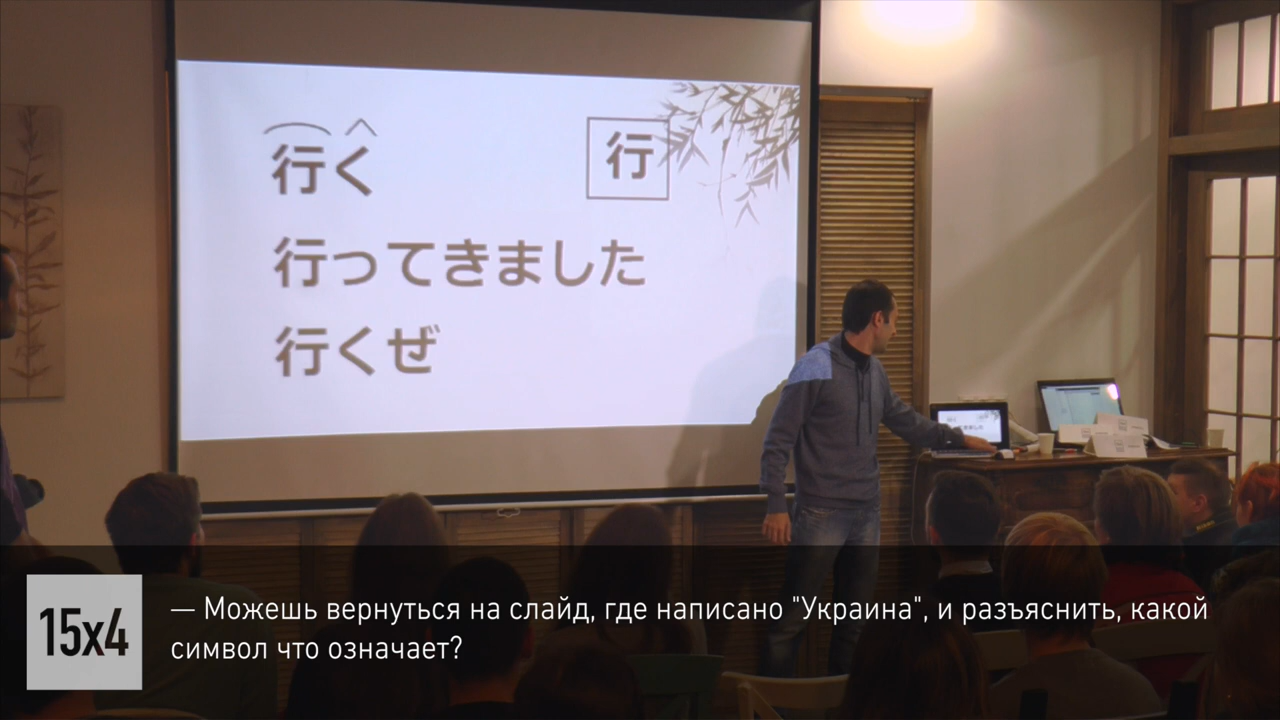 行く
行
行ってきました
行くぜ
15x4
— Можешь вернуться на слайд, где написано "Украина", и разъяснить, какой
символ что означает?